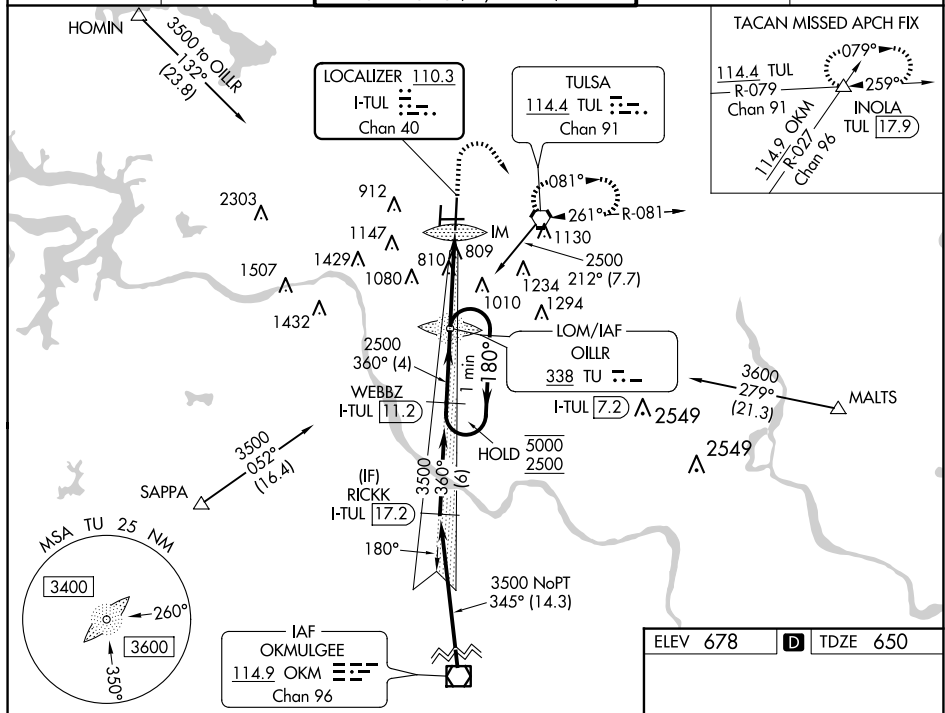 HOMIN
3500 to OILLR
132°
(23.8)
LOCALIZER 110.3
I-TUL
Chan 40
TULSA
114.4 TUL
Chan 91
TACAN MISSED APCH FIX
079°
114.4 TUL
R-079
Chan 91
259°
INOLA
TUL 17.9
114.9 OKM
R-027
Chan 96
2303
912
081°
261°
R-081
1147
IM
1130
1429
810
809
2500
212° (7.7)
1507
1080
1234
1010
1294
1432
LOM/IAF
OILLR
338 TU
I-TUL 7.2
2500
360° (4)
1 min
180°
WEBBZ
I-TUL 11.2
3600
279°
(21.3)
MALTS
2549
2549
HOLD
5000
2500
3500
052°
(16.4)
SAPPA
(IF)
RICKK
I-TUL 17.2
3500
360°
(6)
180°
3500 NoPT
345° (14.3)
MSA TU 25 NM
3400
260°
3600
350°
IAF
OKMULGEE
114.9 OKM
Chan 96
ELEV 678
D
TDZE 650